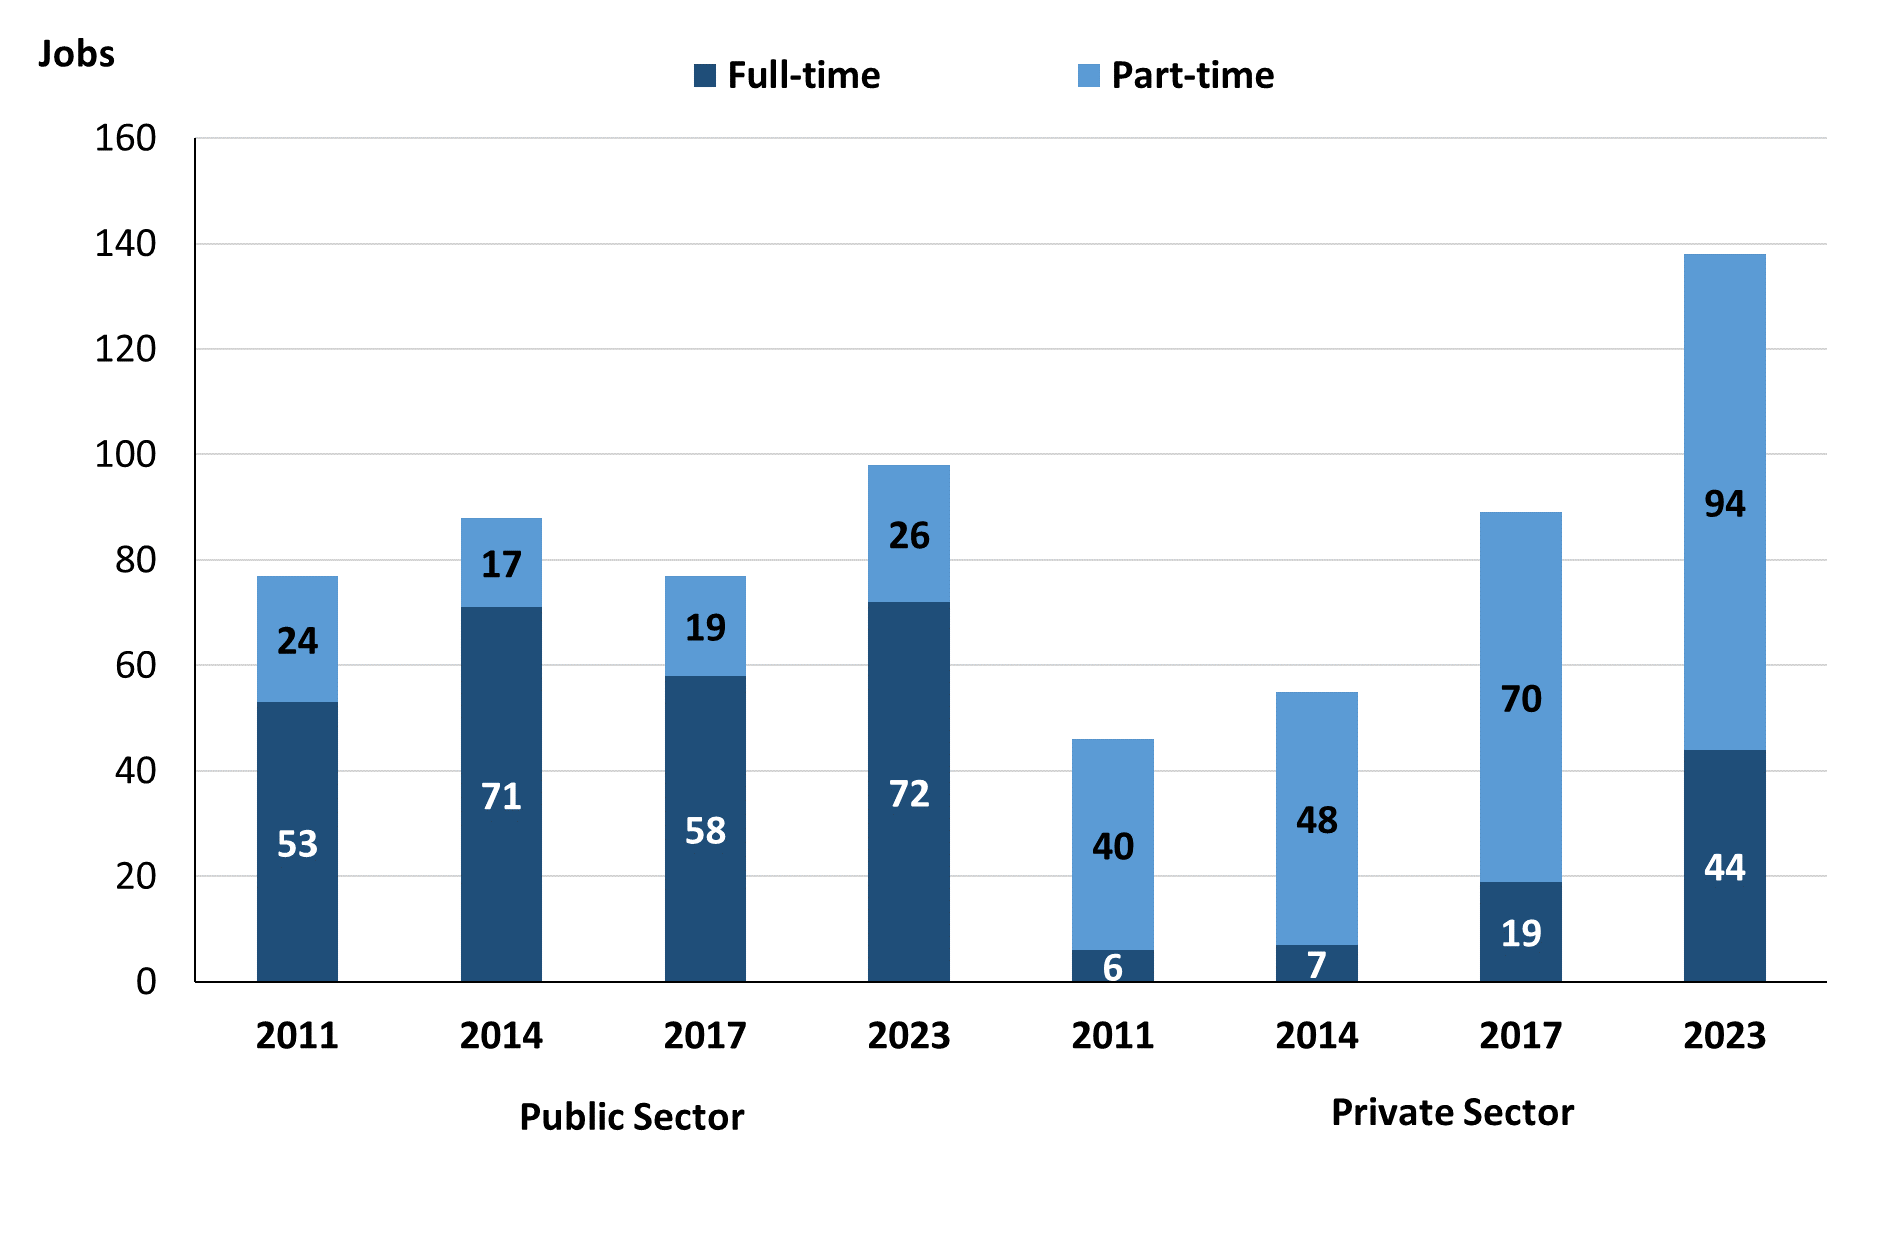 Jobs
Full-time Part-time
160
140
120
100
80
60
40
20
0
24 17 19 26 40 48 70 94
53 71 58 72 6 7 19 44
2011 2014 2017 2023 2011 2014 2017 2023
Public Sector Private Sector